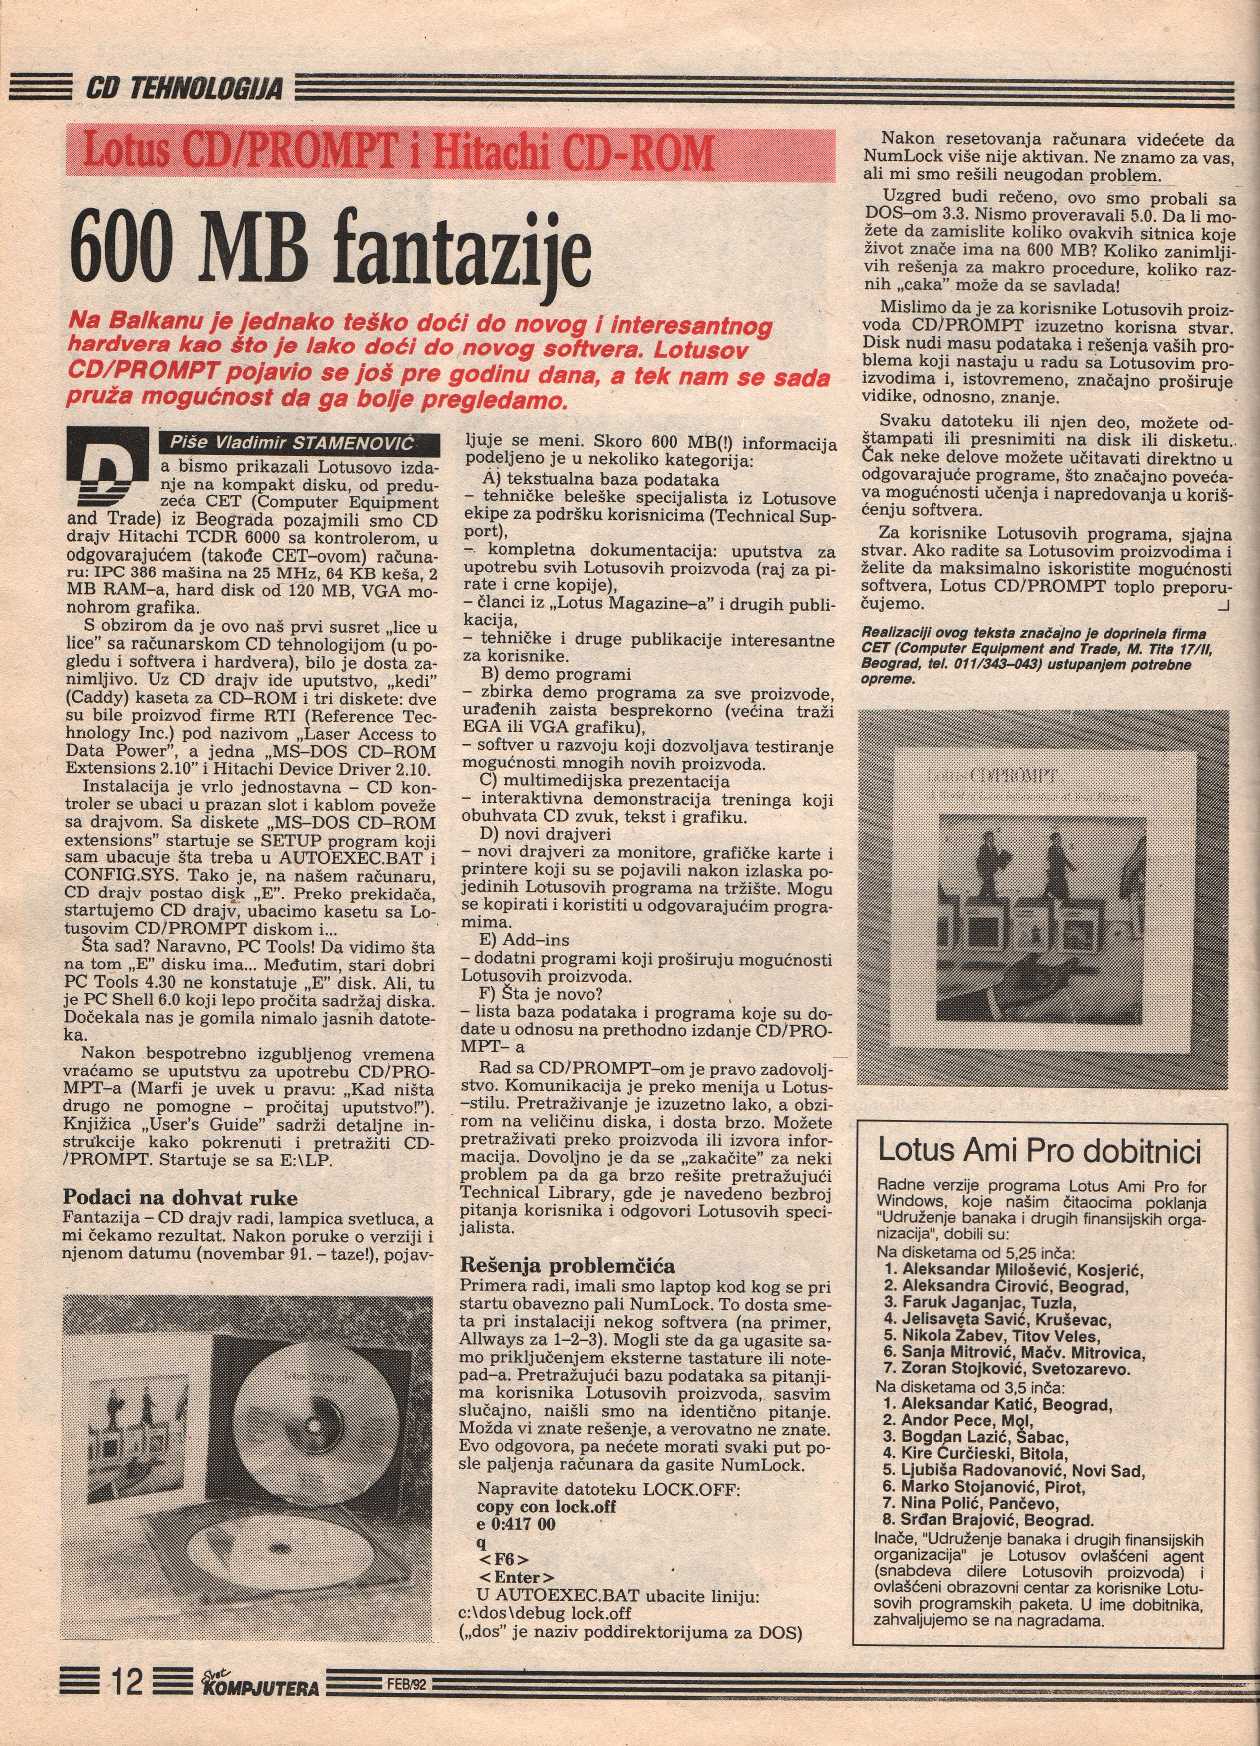 CD TEHNOLOGIJA
Lotus CD/PROMPT i Hitachi CD-ROM
600 MB fantazije
Na Balkanu je jednako teško doći do novog i interesantnog
hardvera kao što je lako doći do novog softvera. Lotusov
CD/PROMPT pojavio se još pre godinu dana, a tek nam se sada
pruža mogućnost da ga bolje pregledamo.
Piše Vladimir STAMENOVIĆ
Da bismo prikazali Lotusovo izda-
nje na kompakt disku, od predu-
zeća CET (Computer Equipment
and Trade) iz Beograda pozajmili smo CD
drajv Hitachi TCDR 6000 sa kontrolerom, u
odgovarajućem (takođe CET–ovom) računa-
ru: IPC 386 mašina na 25 MHz, 64 KB keša, 2
MB RAM–a, hard disk od 120 MB, VGA mo-
nohrom grafika.
S obzirom da je ovo naš prvi susret „lice u
lice” sa računarskom CD tehnologijom (u po-
gledu i softvera i hardvera), bilo je dosta za-
nimljivo. Uz CD drajv ide uputstvo, „kedi”
(Caddy) kaseta za CD–ROM i tri diskete: dve
su bile proizvod firme RTI (Reference Tec-
hnology Inc.) pod nazivom „Laser Access to
Data Power”, a jedna „MS–DOS CD–ROM
Extensions 2.10” i Hitachi Device Driver 2.10.
Instalacija je vrlo jednostavna – CD kon-
troler se ubaci u prazan slot i kablom poveže
sa drajvom. Sa diskete „MS–DOS CD–ROM
extensions” startuje se SETUP program koji
sam ubacuje šta treba u AUTOEXEC.BAT i
CONFIG.SYS. Tako je, na našem računaru,
CD drajv postao disk „E”. Preko prekidača,
startujemo CD drajv, ubacimo kasetu sa Lo-
tusovim CD/PROMPT diskom i...
Šta sad? Naravno, PC Tools! Da vidimo šta
na tom „E” disku ima... Međutim, stari dobri
PC Tools 4.30 ne konstatuje „E” disk. Ali, tu
je PC Shell 6.0 koji lepo pročita sadržaj diska.
Dočekala nas je gomila nimalo jasnih datote-
ka.
Nakon bespotrebno izgubljenog vremena
vraćamo se uputstvu za upotrebu CD/PRO-
MPT–a (Marfi je uvek u pravu: „Kad ništa
drugo ne pomogne – pročitaj uputstvo!”).
Knjižica „User's Guide” sadrži detaljne in-
strukcije kako pokrenuti i pretražiti CD-
/PROMPT. Startuje se sa E:\LP.
Podaci na dohvat ruke
Fantazija – CD drajv radi, lampica svetluca, a
mi čekamo rezultat. Nakon poruke o verziji i
njenom datumu (novembar 91. – taze!), pojav-
ljuje se meni. Skoro 600 MB(!) informacija
podeljeno je u nekoliko kategorija:
A) tekstualna baza podataka
– tehničke beleške specijalista iz Lotusove
ekipe za podršku korisnicima (Technical Sup-
port),
– kompletna dokumentacija: uputstva za
upotrebu svih Lotusovih proizvoda (raj za pi-
rate i crne kopije),
– članci iz „Lotus Magazine–a” i drugih publi-
kacija,
– tehničke i druge publikacije interesantne
za korisnike.
B) demo programi
– zbirka demo programa za sve proizvode,
urađenih zaista besprekorno (većina traži
EGA ili VGA grafiku),
– softver u razvoju koji dozvoljava testiranje
mogućnosti mnogih novih proizvoda.
C) multimedijska prezentacija
– interaktivna demonstracija treninga koji
obuhvata CD zvuk, tekst i grafiku.
D) novi drajveri
– novi drajveri za monitore, grafičke karte i
printere koji su se pojavili nakon izlaska po-
jedinih Lotusovih programa na tržište. Mogu
se kopirati i koristiti u odgovarajućim progra-
mima.
E) Add–ins
– dodatni programi koji proširuju mogućnosti
Lotusovih proizvoda.
F) Šta je novo?
– lista baza podataka i programa koje su do-
date u odnosu na prethodno izdanje CD/PRO-
MPT– a
Rad sa CD/PROMPT–om je pravo zadovolj-
stvo. Komunikacija je preko menija u Lotus-
–stilu. Pretraživanje je izuzetno lako, a obzi-
rom na veličinu diska, i dosta brzo. Možete
pretraživati preko proizvoda ili izvora infor-
macija. Dovoljno je da se „zakačite” za neki
problem pa da ga brzo rešite pretražujući
Technical Library, gde je navedeno bezbroj
pitanja korisnika i odgovori Lotusovih speci-
jalista.
Rešenja problemčića
Primera radi, imali smo laptop kod kog se pri
startu obavezno pali NumLock. To dosta sme-
ta pri instalaciji nekog softvera (na primer,
Allways za 1–2–3). Mogli ste da ga ugasite sa-
mo priključenjem eksterne tastature ili note-
pad–a. Pretražujući bazu podataka sa pitanji-
ma korisnika Lotusovih proizvoda, sasvim
slučajno, naišli smo na identično pitanje.
Možda vi znate rešenje, a verovatno ne znate.
Evo odgovora, pa nećete morati svaki put po-
sle paljenja računara da gasite NumLock.
Napravite datoteku LOCK.OFF:
copy con lock.off
e 0:417 00
q
<F6>
<Enter>
U AUTOEXEC.BAT ubacite liniju:
c:\dos\debug lock.off
(„dos” je naziv poddirektorijuma za DOS)
Nakon resetovanja računara videćete da
NumLock više nije aktivan. Ne znamo za vas,
ali mi smo rešili neugodan problem.
Uzgred budi rečeno, ovo smo probali sa
DOS–om 3.3. Nismo proveravali 5.0. Da li mo-
žete da zamislite koliko ovakvih sitnica koje
život znače ima na 600 MB? Koliko zanimlji-
vih rešenja za makro procedure, koliko raz-
nih „caka” može da se savlada!
Mislimo da je za korisnike Lotusovih proiz-
voda CD/PROMPT izuzetno korisna stvar.
Disk nudi masu podataka i rešenja vaših pro-
blema koji nastaju u radu sa Lotusovim pro-
izvodima i, istovremeno, značajno proširuje
vidike, odnosno, znanje.
Svaku datoteku ili njen deo, možete od-
štampati ili presnimiti na disk ili disketu.
Čak neke delove možete učitavati direktno u
odgovarajuće programe, što značajno poveća-
va mogućnosti učenja i napredovanja u koriš-
ćenju softvera.
Za korisnike Lotusovih programa, sjajna
stvar. Ako radite sa Lotusovim proizvodima i
želite da maksimalno iskoristite mogućnosti
softvera, Lotus CD/PROMPT toplo preporu-
čujemo.
Realizaciji ovog teksta značajno je doprinela firma
CET (Computer Equipment and Trade, M. Tita 17/II,
Beograd, tel. 011/343–043) ustupanjem potrebne
opreme.
Lotus CD/PROMPT
Lotus Ami Pro dobitnici
Radne verzije programa Lotus Ami Pro for
Windows, koje našim čitaocima poklanja
"Udruženje banaka i drugih finansijskih orga-
nizacija", dobili su:
Na disketama od 5,25 inča:
1. Aleksandar Milošević, Kosjerić,
2. Aleksandra Ćirović, Beograd,
3. Faruk Jaganjac, Tuzla,
4. Jelisaveta Savić, Kruševac,
5. Nikola Žabev, Titov Veles,
6. Sanja Mitrović, Mačv. Mitrovica,
7. Zoran Stojković, Svetozarevo.
Na disketama od 3,5 inča:
1. Aleksandar Katić, Beograd,
2. Andor Pece, Mol,
3. Bogdan Lazić, Šabac,
4. Kire Ćurčieski, Bitola,
5. Ljubiša Radovanović, Novi Sad,
6. Marko Stojanović, Pirot,
7. Nina Polić, Pančevo,
8. Srđan Brajović, Beograd.
Inače, "Udruženje banaka i drugih finansijskih
organizacija" je Lotusov ovlašćeni agent
(snabdeva dilere Lotusovih proizvoda) i
ovlašćeni obrazovni centar za korisnike Lotu-
sovih programskih paketa. U ime dobitnika,
zahvaljujemo se na nagradama.
12
Svet
KOMPJUTERA
FEB/92